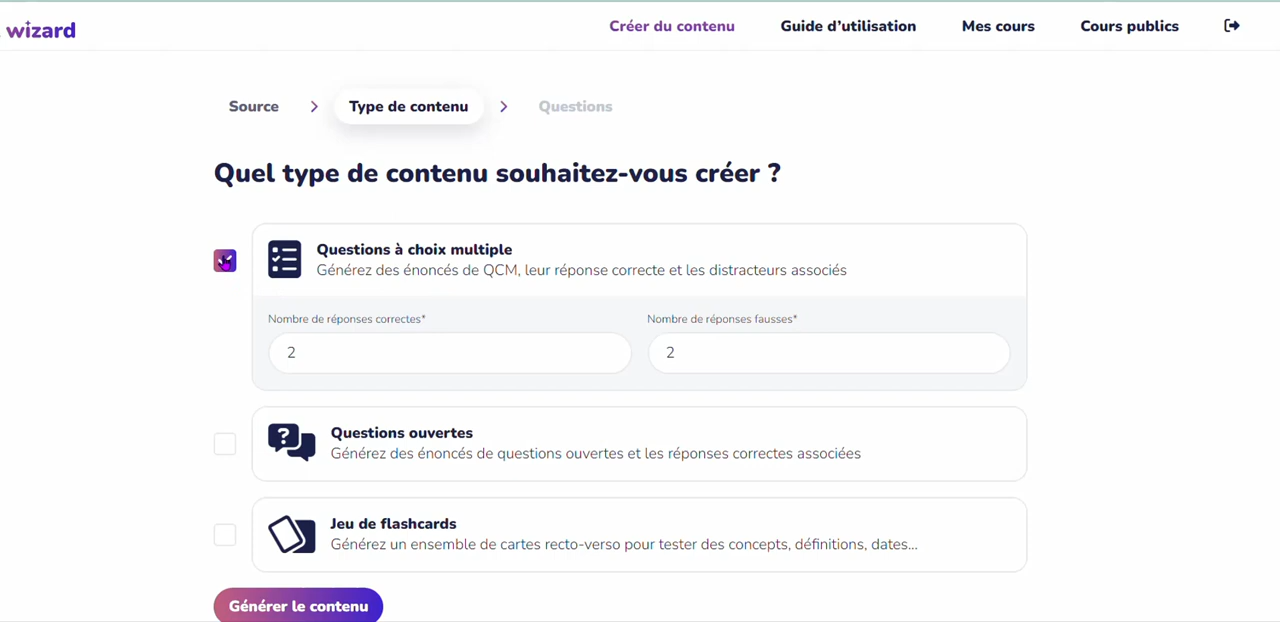 wizard
Créer du contenu Guide d’utilisation Mes cours Cours publics
Source Type de contenu Questions
Quel type de contenu souhaitez-vous créer ?
Questions à choix multiple
Générez des énoncés de QCM, leur réponse correcte et les distracteurs associés
Nombre de réponses correctes* Nombre de réponses fausses*
2 2
Questions ouvertes
Générez des énoncés de questions ouvertes et les réponses correctes associées
Jeu de flashcards
Générez un ensemble de cartes recto-verso pour tester des concepts, définitions, dates...
Générer le contenu